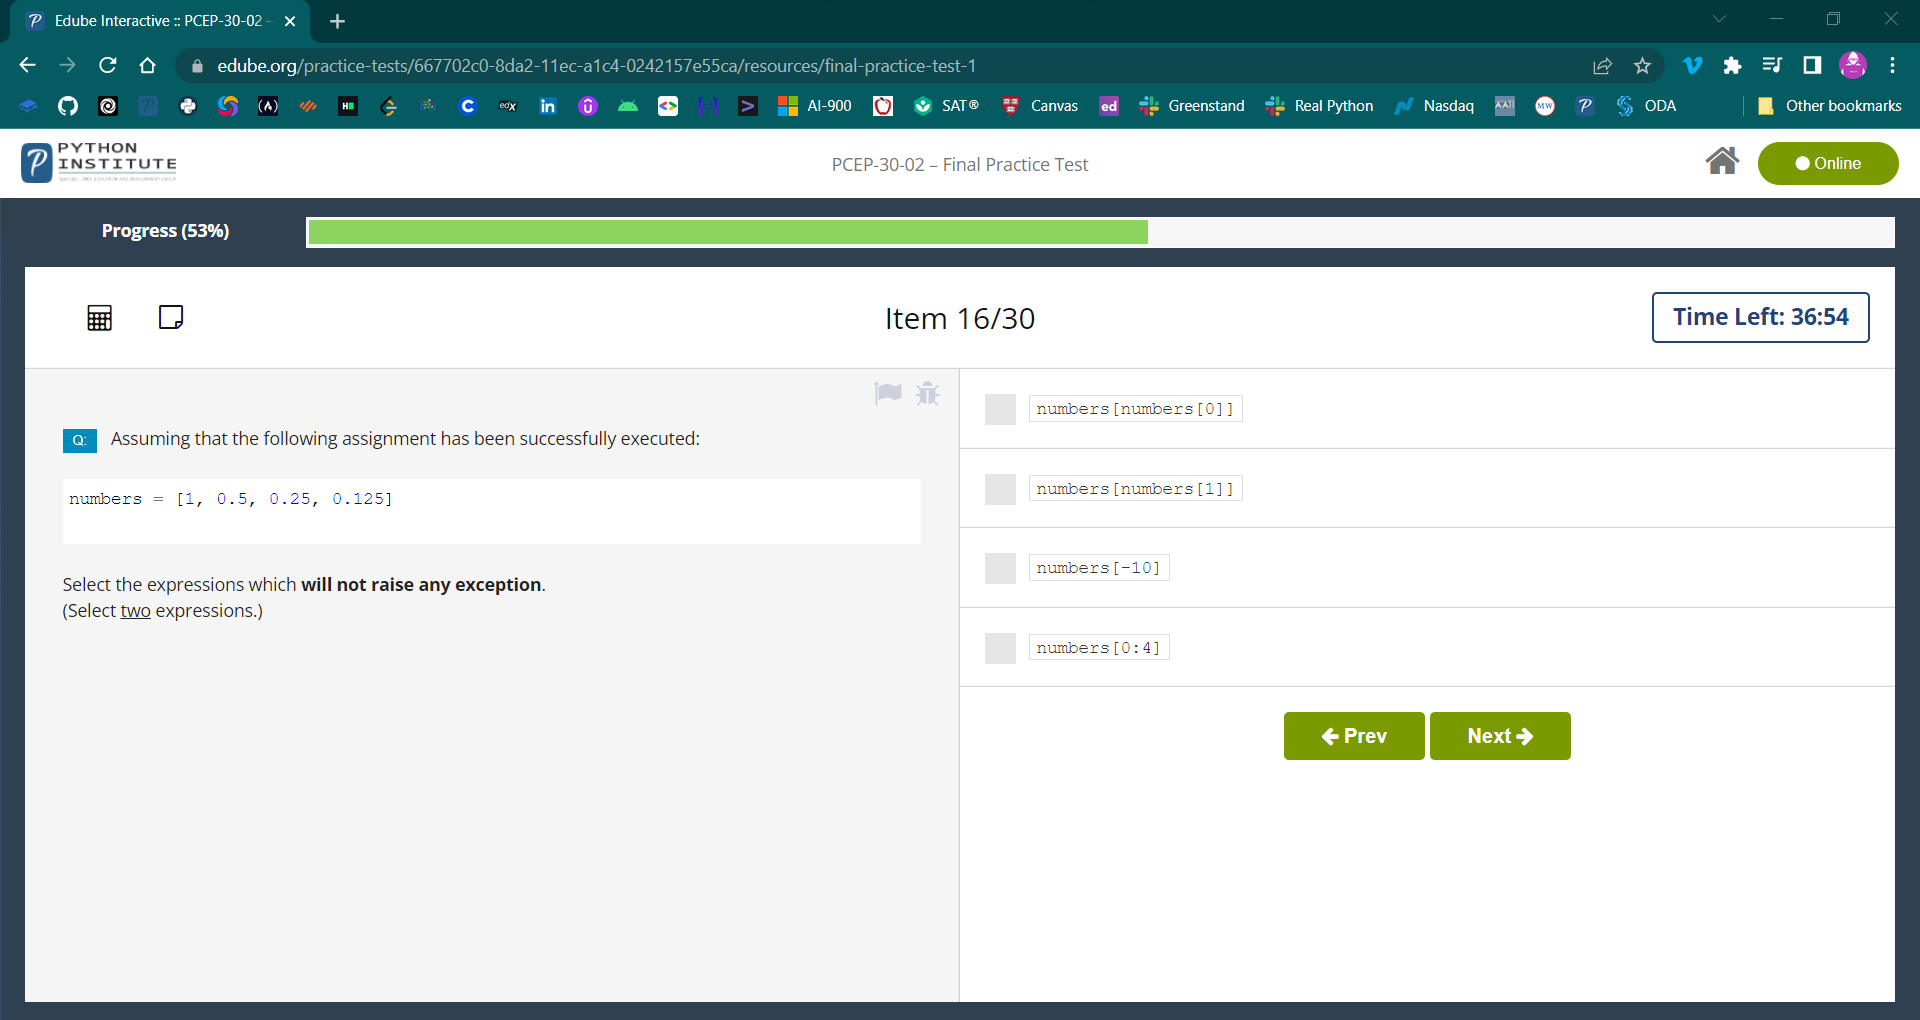 Edube Interactive :: PCEP-30-02 -
edube.org/practice-tests/667702c0-8da2-11ec-a1c4-0242157e55ca/resources/final-practice-test-1
AI-900
SAT®
Canvas
ed
Greenstand
Real Python
Nasdaq
MW
ODA
Other bookmarks
PYTHON
INSTITUTE
PCEP-30-02 – Final Practice Test
Online
Progress (53%)
Item 16/30
Time Left: 36:54
Q: Assuming that the following assignment has been successfully executed:
numbers = [1, 0.5, 0.25, 0.125]
Select the expressions which will not raise any exception.
(Select two expressions.)
numbers[numbers[0]]
numbers[numbers[1]]
numbers[-10]
numbers[0:4]
Prev
Next